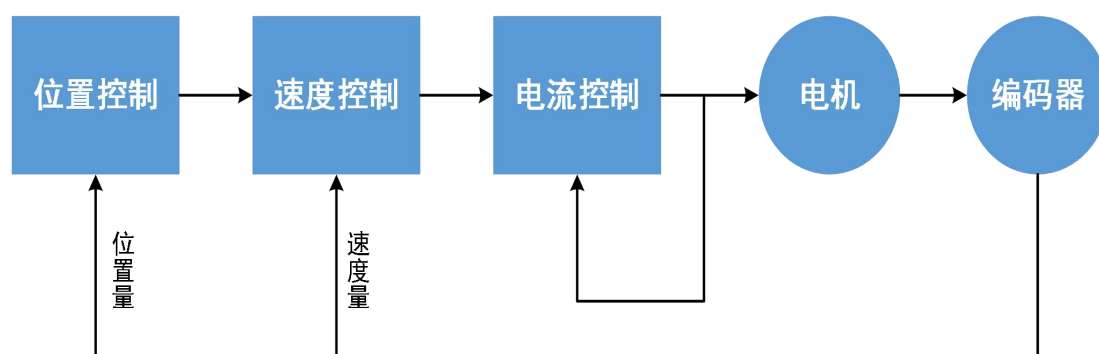 位置控制
速度控制
电流控制
电机
编码器
位置量
速度量